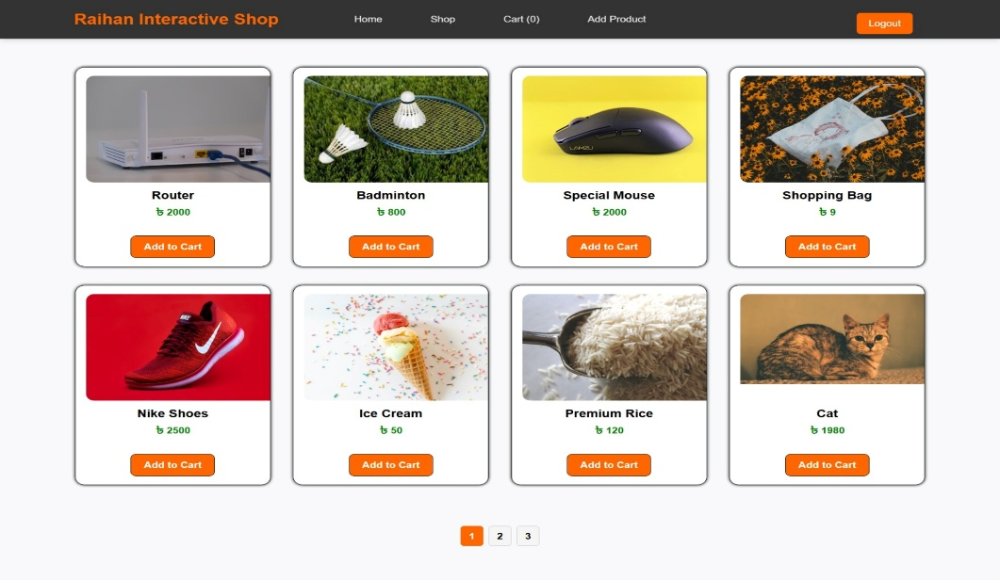 Raihan Interactive Shop
Home
Shop
Cart (0)
Add Product
Logout
LAMZU
Router
Badminton
Special Mouse
Shopping Bag
৳ 2000
৳ 800
৳ 2000
৳ 9
Add to Cart
Add to Cart
Add to Cart
Add to Cart
Nike Shoes
Ice Cream
Premium Rice
Cat
৳ 2500
৳ 50
৳ 120
৳ 1980
Add to Cart
Add to Cart
Add to Cart
Add to Cart
1
2
3